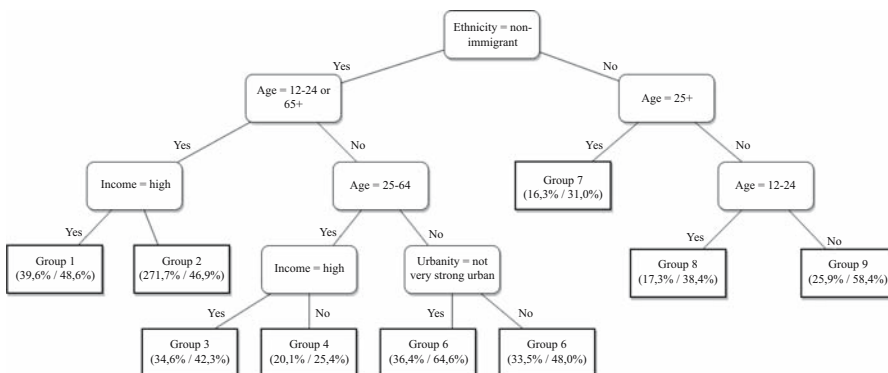 Ethnicity = non-
immigrant
Yes
No
Age = 12-24 or
65+
Age = 25+
Yes
No
Yes
No
Income = high
Age = 25-64
Group 7
(16,3% / 31,0%)
Age = 12-24
Yes
Yes
No
Yes
No
Group 1
(39,6% / 48,6%)
Group 2
(271,7% / 46,9%)
Income = high
Urbanity = not
very strong urban
Group 8
(17,3% / 38,4%)
Group 9
(25,9% / 58,4%)
Yes
No
Yes
No
Group 3
(34,6% / 42,3%)
Group 4
(20,1% / 25,4%)
Group 6
(36,4% / 64,6%)
Group 6
(33,5% / 48,0%)